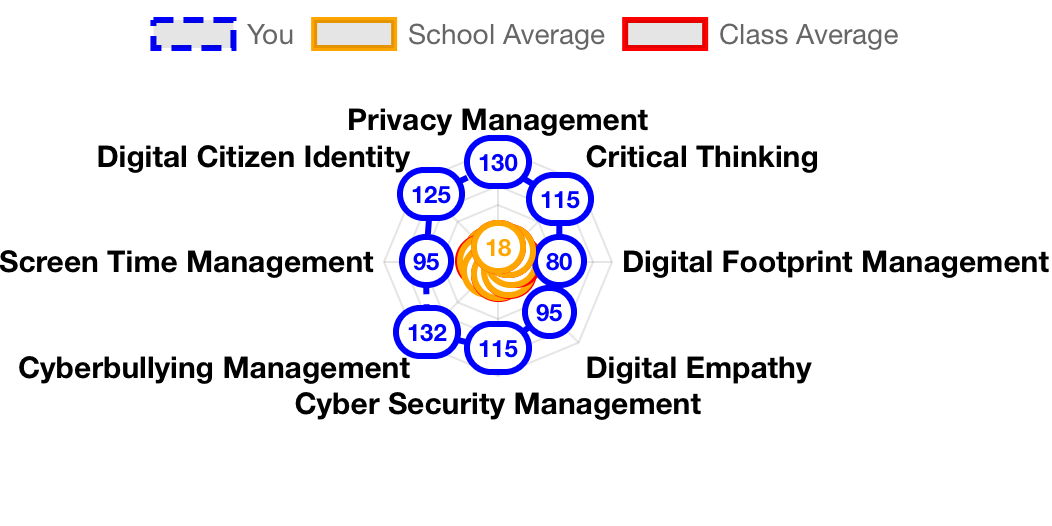 You School Average Class Average
Privacy Management
Digital Citizen Identity Critical Thinking
130
125 115
18
Screen Time Management 95 80 Digital Footprint Management
95
132 115
Cyberbullying Management Digital Empathy
Cyber Security Management